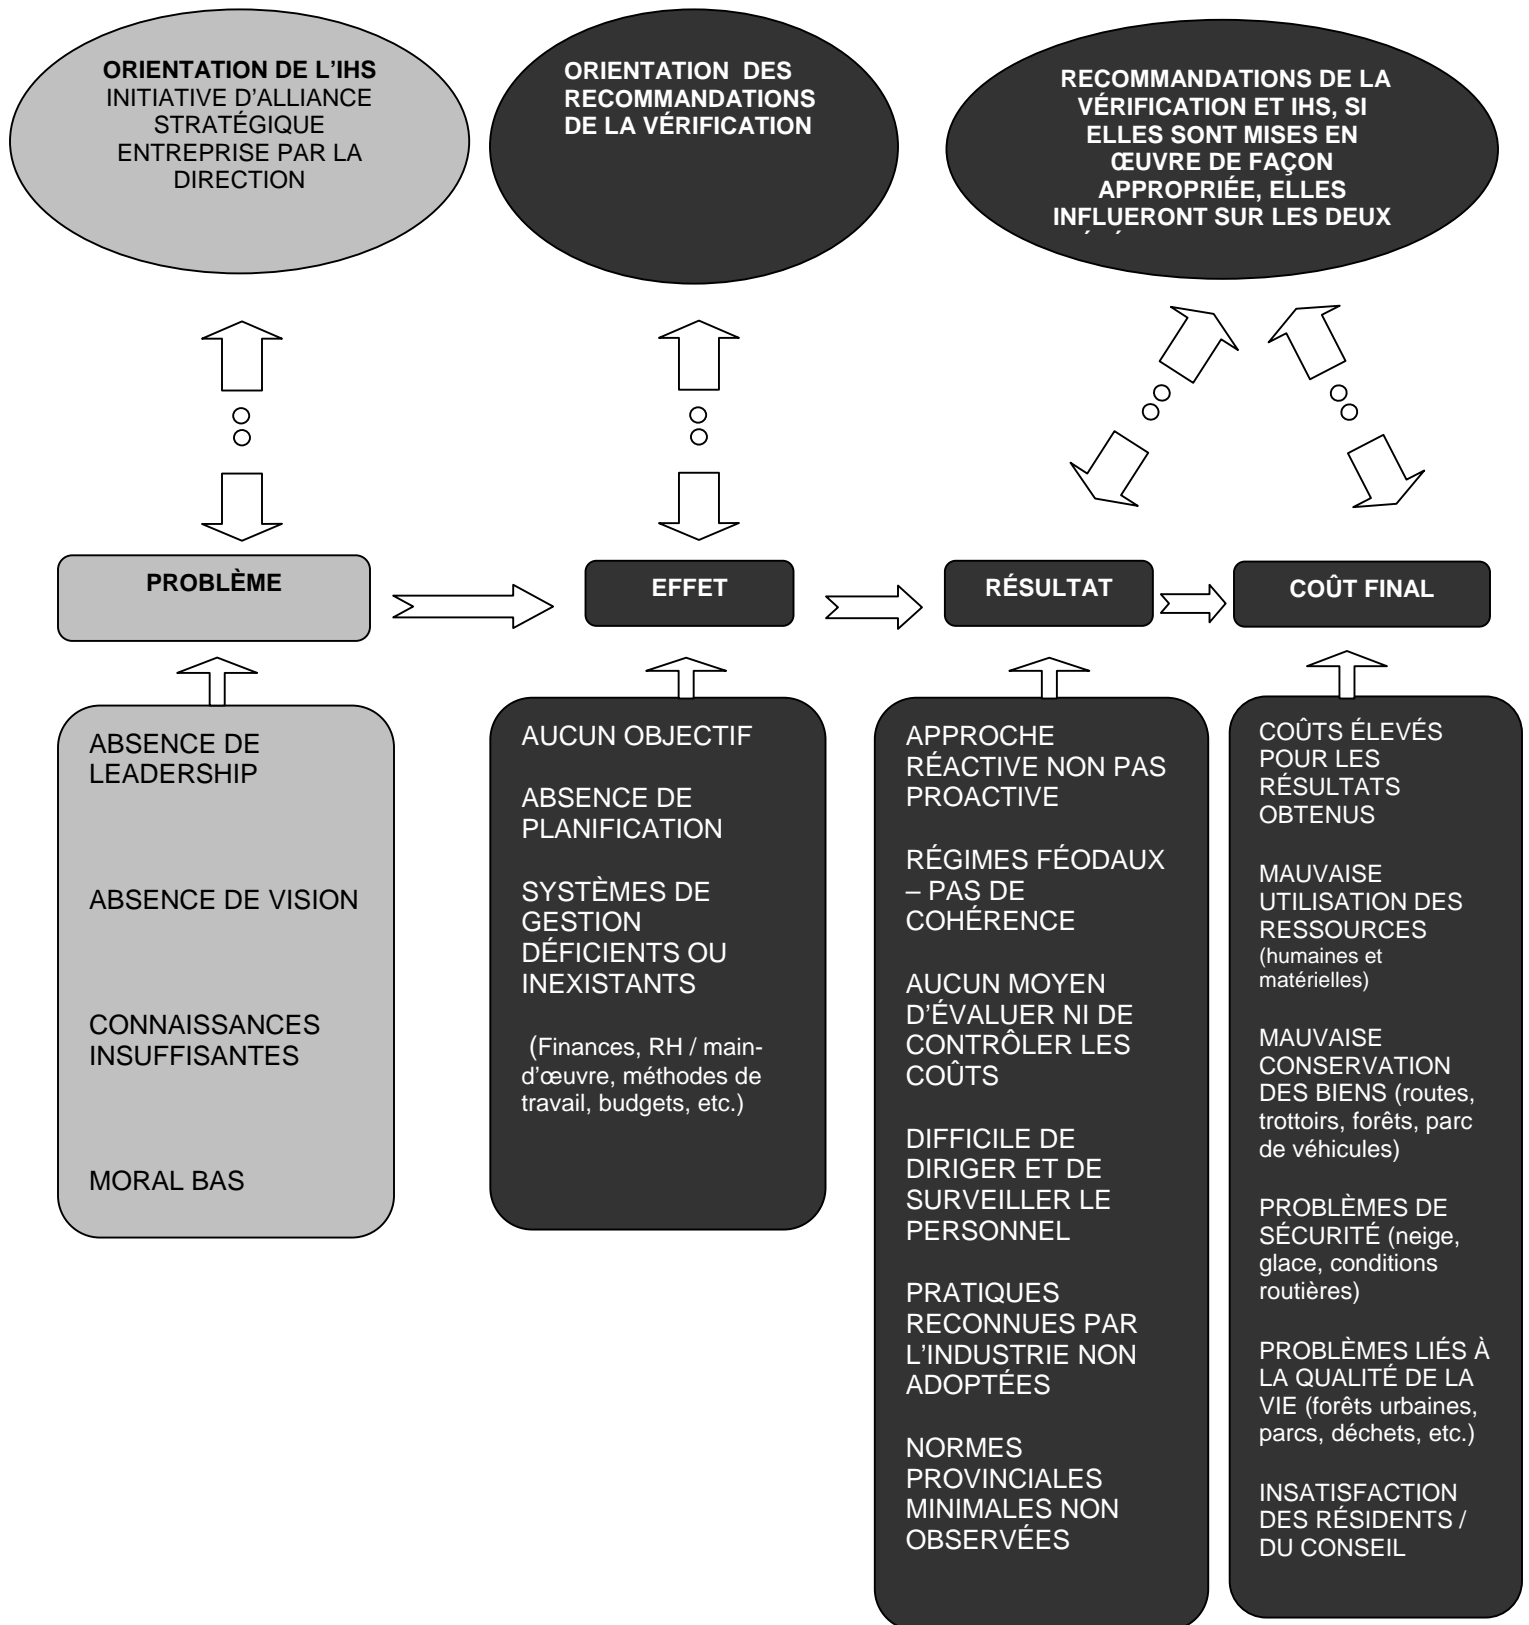 ORIENTATION DE L'IHS
INITIATIVE D'ALLIANCE
STRATÉGIQUE
ENTREPRISE PAR LA
DIRECTION
ORIENTATION DES
RECOMMANDATIONS
DE LA VÉRIFICATION
RECOMMANDATIONS DE LA
VÉRIFICATION ET IHS, SI
ELLES SONT MISES EN
ŒUVRE DE FAÇON
APPROPRIÉE, ELLES
INFLUERONT SUR LES DEUX
PROBLÈME
EFFET
RÉSULTAT
COÛT FINAL
ABSENCE DE
LEADERSHIP
ABSENCE DE VISION
CONNAISSANCES
INSUFFISANTES
MORAL BAS
AUCUN OBJECTIF
ABSENCE DE
PLANIFICATION
SYSTÈMES DE
GESTION
DÉFICIENTS OU
INEXISTANTS
(Finances, RH / main-
d'œuvre, méthodes de
travail, budgets, etc.)
APPROCHE
RÉACTIVE NON PAS
PROACTIVE
RÉGIMES FÉODAUX
– PAS DE
COHÉRENCE
AUCUN MOYEN
D'ÉVALUER NI DE
CONTRÔLER LES
COÛTS
DIFFICILE DE
DIRIGER ET DE
SURVEILLER LE
PERSONNEL
PRATIQUES
RECONNUES PAR
L'INDUSTRIE NON
ADOPTÉES
NORMES
PROVINCIALES
MINIMALES NON
OBSERVÉES
COÛTS ÉLEVÉS
POUR LES
RÉSULTATS
OBTENUS
MAUVAISE
UTILISATION DES
RESSOURCES
(humaines et
matérielles)
MAUVAISE
CONSERVATION
DES BIENS (routes,
trottoirs, forêts, parc
de véhicules)
PROBLÈMES DE
SÉCURITÉ (neige,
glace, conditions
routières)
PROBLÈMES LIÉS À
LA QUALITÉ DE LA
VIE (forêts urbaines,
parcs, déchets, etc.)
INSATISFACTION
DES RÉSIDENTS /
DU CONSEIL